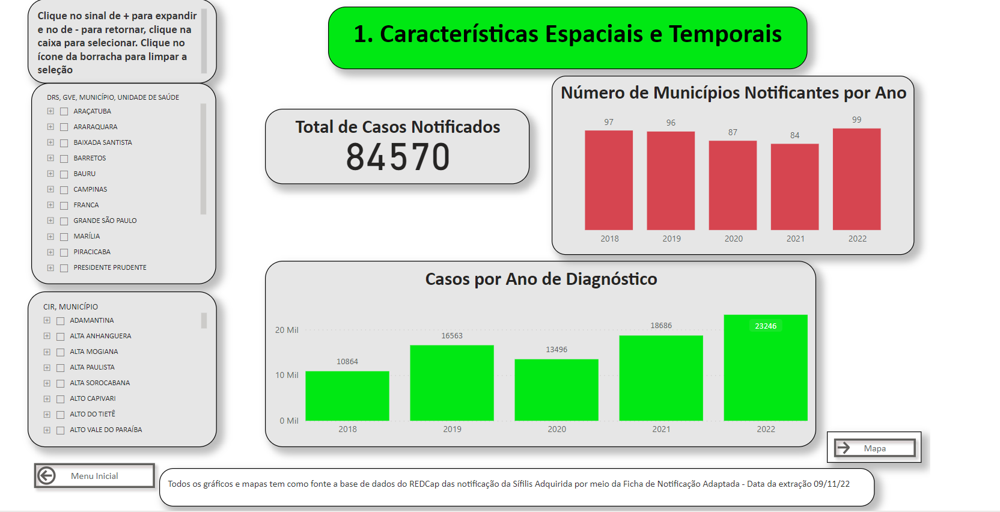 Clique no sinal de + para expandir
e no de - para retornar, clique na
caixa para selecionar. Clique no
ícone da borracha para limpar a
seleção
1. Características Espaciais e Temporais
DRS, GVE, MUNICÍPIO, UNIDADE DE SAÚDE
ARAÇATUBA
ARARAQUARA
BAIXADA SANTISTA
BARRETOS
BAURU
CAMPINAS
FRANCA
GRANDE SÃO PAULO
MARÍLIA
PIRACICABA
PRESIDENTE PRUDENTE
CIR, MUNICÍPIO
ADAMANTINA
ALTA ANHANGUERA
ALTA MOGIANA
ALTA PAULISTA
ALTA SOROCABANA
ALTO CAPIVARI
ALTO DO TIETÊ
ALTO VALE DO PARAÍBA
Total de Casos Notificados
84570
Número de Municípios Notificantes por Ano
97 96 87 84 99
2018 2019 2020 2021 2022
Casos por Ano de Diagnóstico
20 Mil
10 Mil
0 Mil
10864 16563 13496 18686 23246
2018 2019 2020 2021 2022
Mapa
Menu Inicial
Todos os gráficos e mapas tem como fonte a base de dados do REDCap das notificação da Sífilis Adquirida por meio da Ficha de Notificação Adaptada - Data da extração 09/11/22